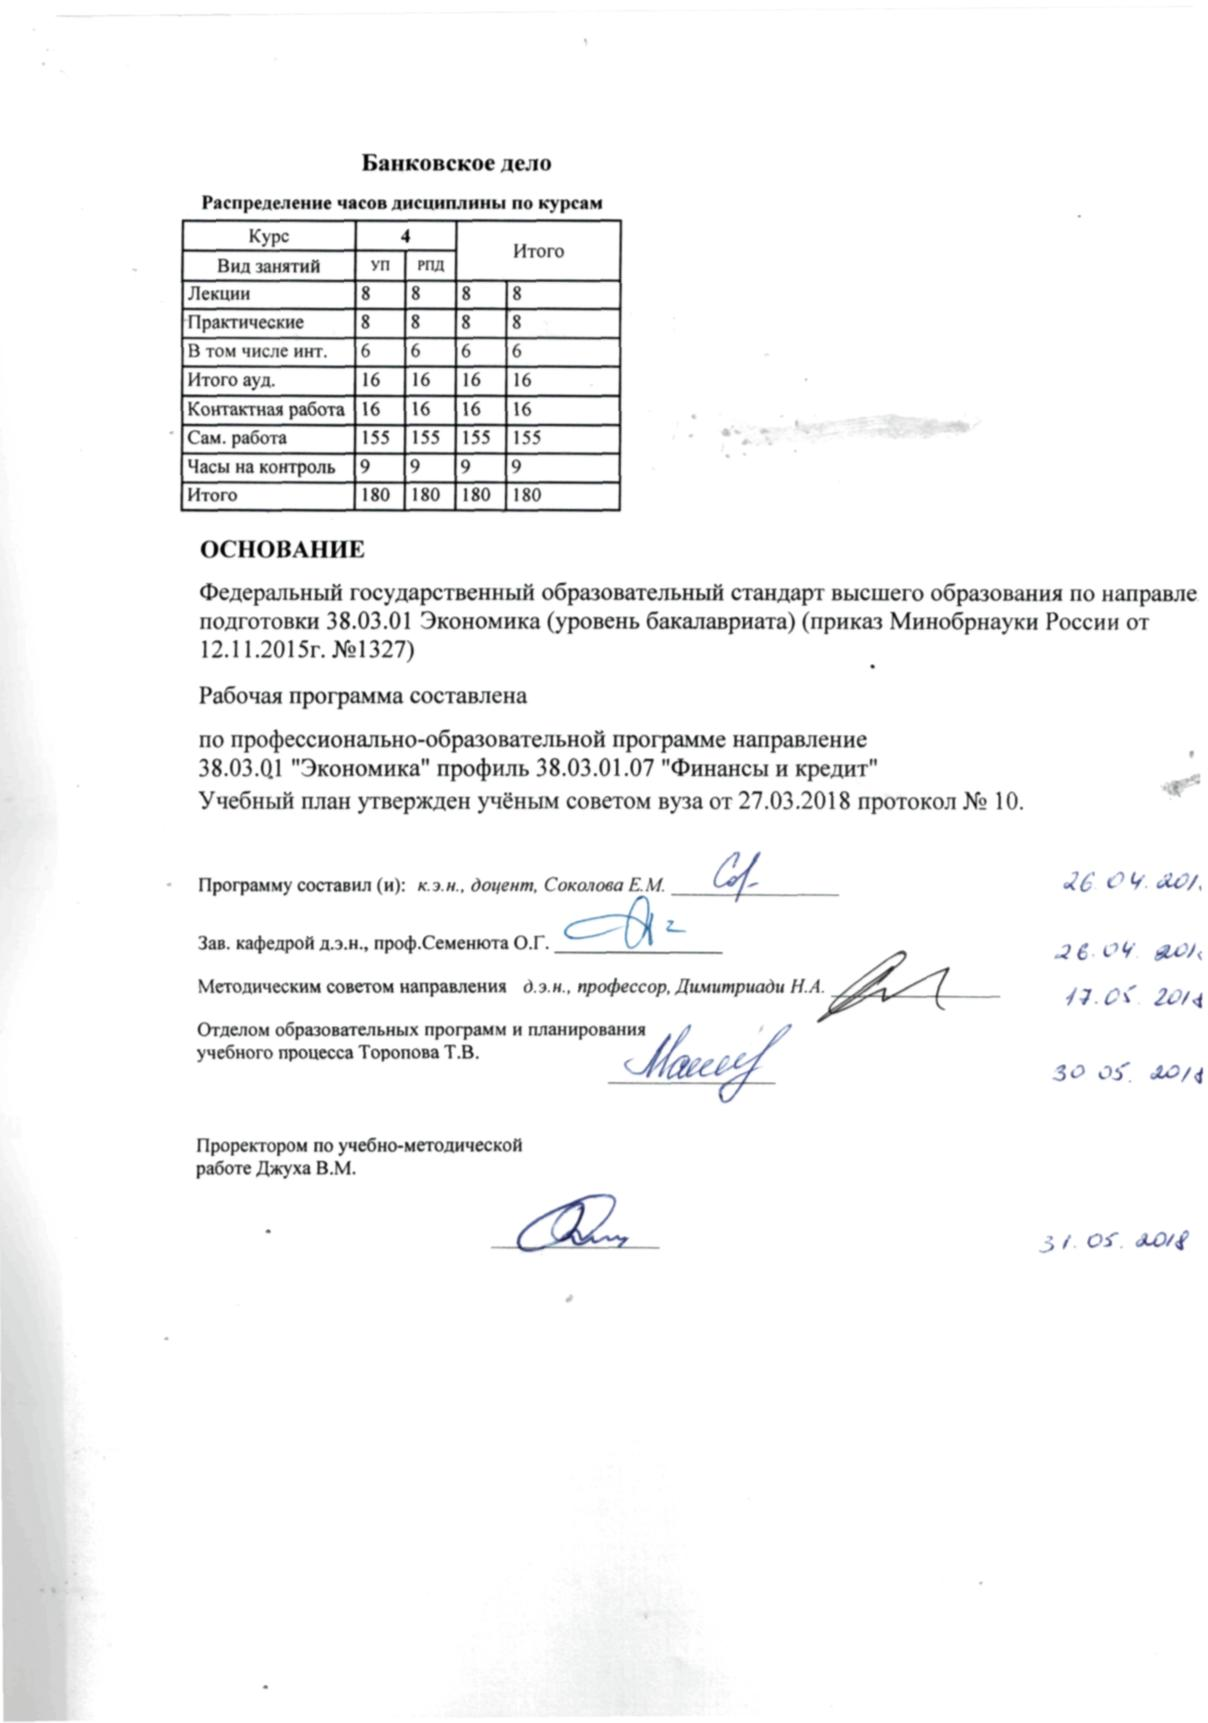 Банковское дело
Распределение часов дисциплины по курсам
Курс 4 Итого
Вид занятий УП РПД
Лекции 8 8 8 8
Практические 8 8 8 8
В том числе инт. 6 6 6 6
Итого ауд. 16 16 16 16
Контактная работа 16 16 16 16
Сам. работа 155 155 155 155
Часы на контроль 9 9 9 9
Итого 180 180 180 180
ОСНОВАНИЕ
Федеральный государственный образовательный стандарт высшего образования по направле
подготовки 38.03.01 Экономика (уровень бакалавриата) (приказ Минобрнауки России от
12.11.2015г. №1327)
Рабочая программа составлена
по профессионально-образовательной программе направление
38.03.01 "Экономика" профиль 38.03.01.07 "Финансы и кредит"
Учебный план утвержден учёным советом вуза от 27.03.2018 протокол № 10.
Программу составил (и): к.э.н., доцент, Соколова Е.М. 26.04.201
Зав. кафедрой д.э.н., проф.Семенюта О.Г. 26.04.201
Методическим советом направления д.э.н., профессор, Димитриади Н.А. 17.05.2018
Отделом образовательных программ и планирования
учебного процесса Торопова Т.В.
30 05. 2018
Проректором по учебно-методической
работе Джуха В.М.
31.05.2018